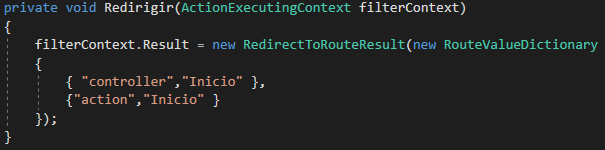 private void Redirigir(ActionExecutingContext filterContext)
{
filterContext.Result = new RedirectToRouteResult(new RouteValueDictionary
{
{ "controller","Inicio" },
{"action","Inicio" }
});
}